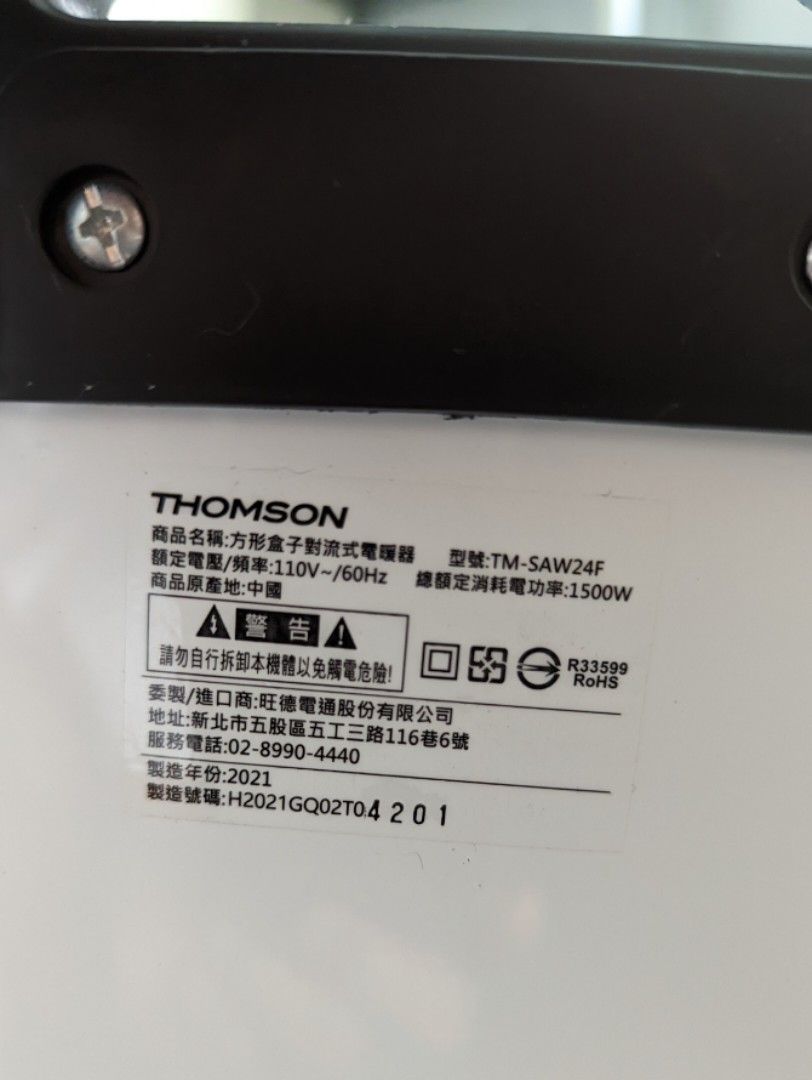 THOMSON
商品名稱:方形盒子對流式電暖器 型號:TM-SAW24F
額定電壓/頻率:110V~/60Hz 總額定消耗電功率:1500W
商品原產地:中國
警告
請勿自行拆卸本機體以免觸電危險!
R33599
RoHS
委製/進口商:旺德電通股份有限公司
地址:新北市五股區五工三路116巷6號
服務電話:02-8990-4440
製造年份:2021
製造號碼:H2021GQ02T04201